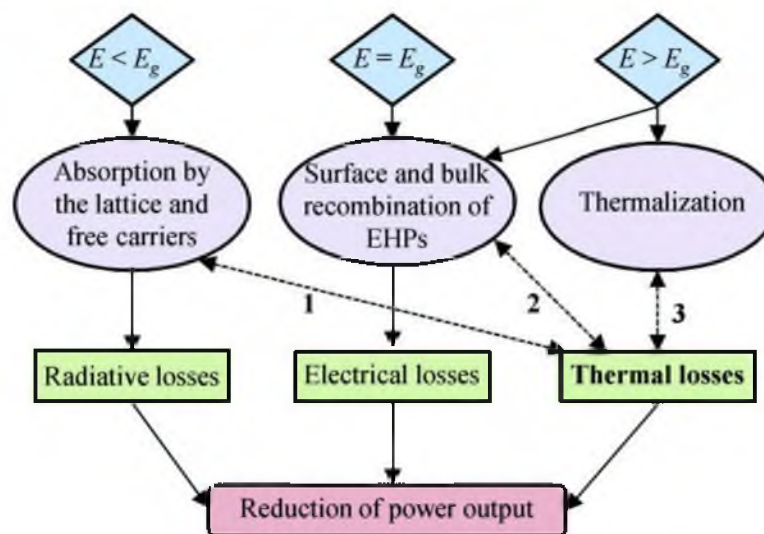 E < Eg
E = Eg
E > Eg
Absorption by
the lattice and
free carriers
Surface and bulk
recombination of
EHPs
Thermalization
1
2
3
Radiative losses
Electrical losses
Thermal losses
Reduction of power output